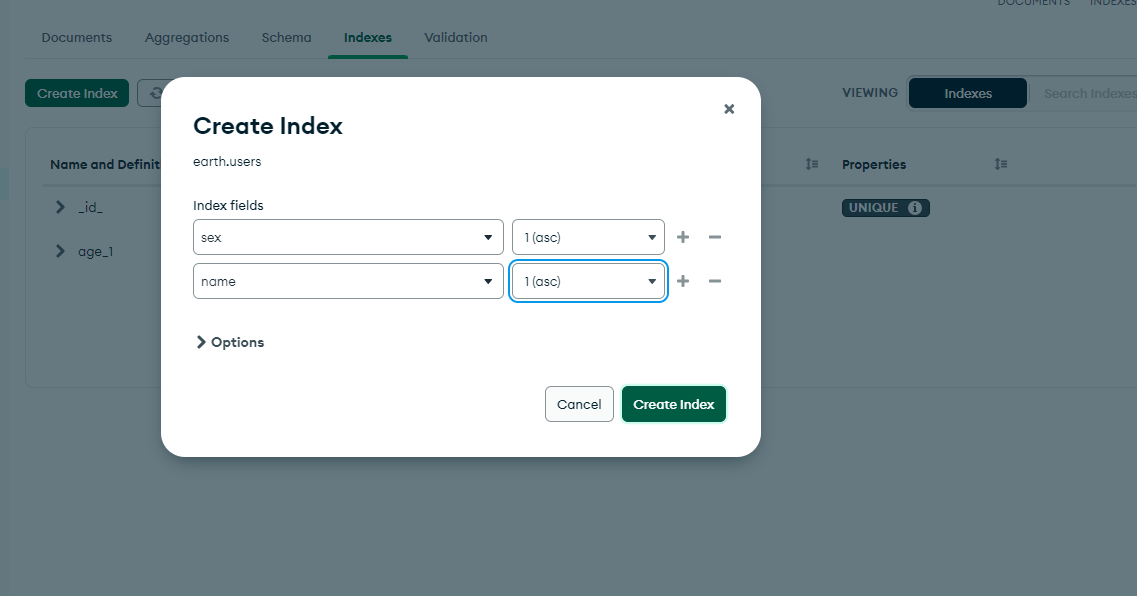 DOCUMENTS INDEXES
Documents Aggregations Schema Indexes Validation
Create Index VIEWING Indexes Search Indexes
Create Index
earth.users
Name and Definiti Properties
_id_ UNIQUE
age_1
Index fields
sex 1 (asc)
name 1 (asc)
Options
Cancel Create Index